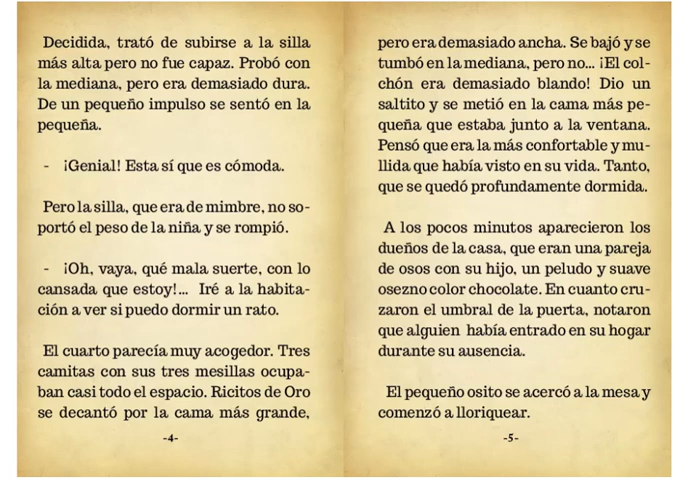 Decidida, trató de subirse a la silla
más alta pero no fue capaz. Probó con
la mediana, pero era demasiado dura.
De un pequeño impulso se sentó en la
pequeña.
- ¡Genial! Esta sí que es cómoda.
Pero la silla, que era de mimbre, no so-
portó el peso de la niña y se rompió.
- ¡Oh, vaya, qué mala suerte, con lo
cansada que estoy!... Iré a la habita-
ción a ver si puedo dormir un rato.
El cuarto parecía muy acogedor. Tres
camitas con sus tres mesillas ocupa-
ban casi todo el espacio. Ricitos de Oro
se decantó por la cama más grande,
-4-
pero era demasiado ancha. Se bajó y se
tumbó en la mediana, pero no... ¡El col-
chón era demasiado blando! Dio un
saltito y se metió en la cama más pe-
queña que estaba junto a la ventana.
Pensó que era la más confortable y mu-
llida que había visto en su vida. Tanto,
que se quedó profundamente dormida.
A los pocos minutos aparecieron los
dueños de la casa, que eran una pareja
de osos con su hijo, un peludo y suave
osezno color chocolate. En cuanto cru-
zaron el umbral de la puerta, notaron
que alguien había entrado en su hogar
durante su ausencia.
El pequeño osito se acercó a la mesa y
comenzó a lloriquear.
-5-